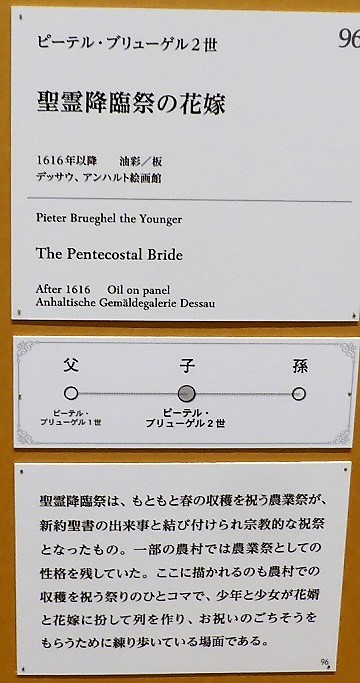 ピーテル・ブリューゲル2世
96
聖霊降臨祭の花嫁
1616年以降　油彩／板
デッサウ、アンハルト絵画館
Pieter Brueghel the Younger
The Pentecostal Bride
After 1616　Oil on panel
Anhaltische Gemäldegalerie Dessau
父　子　孫
ピーテル・
ブリューゲル1世
ピーテル・
ブリューゲル2世
聖霊降臨祭は、もともと春の収穫を祝う農業祭が、
新約聖書の出来事と結び付けられ宗教的な祝祭
となったもの。一部の農村では農業祭としての
性格を残していた。ここに描かれるのも農村での
収穫を祝う祭りのひとコマで、少年と少女が花婿
と花嫁に扮して列を作り、お祝いのごちそうを
もらうために練り歩いている場面である。
96